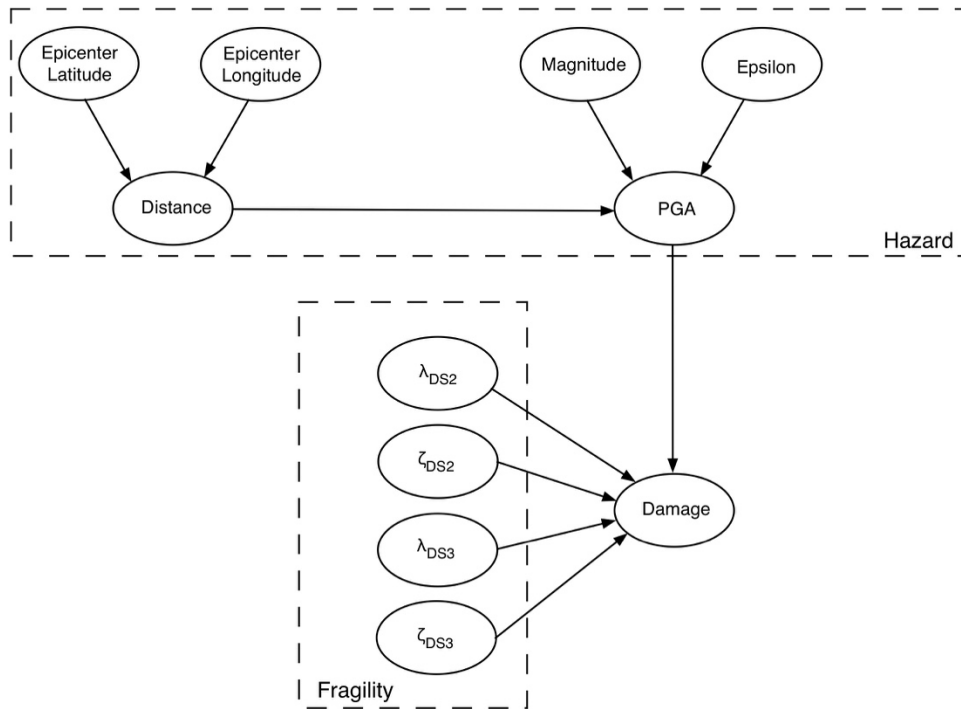 Epicenter
Latitude
Epicenter
Longitude
Magnitude
Epsilon
Distance
PGA
Hazard
λDS2
ζDS2
λDS3
ζDS3
Damage
Fragility